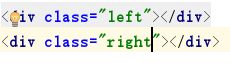 <div class="left"></div>
<div class="right"></div>